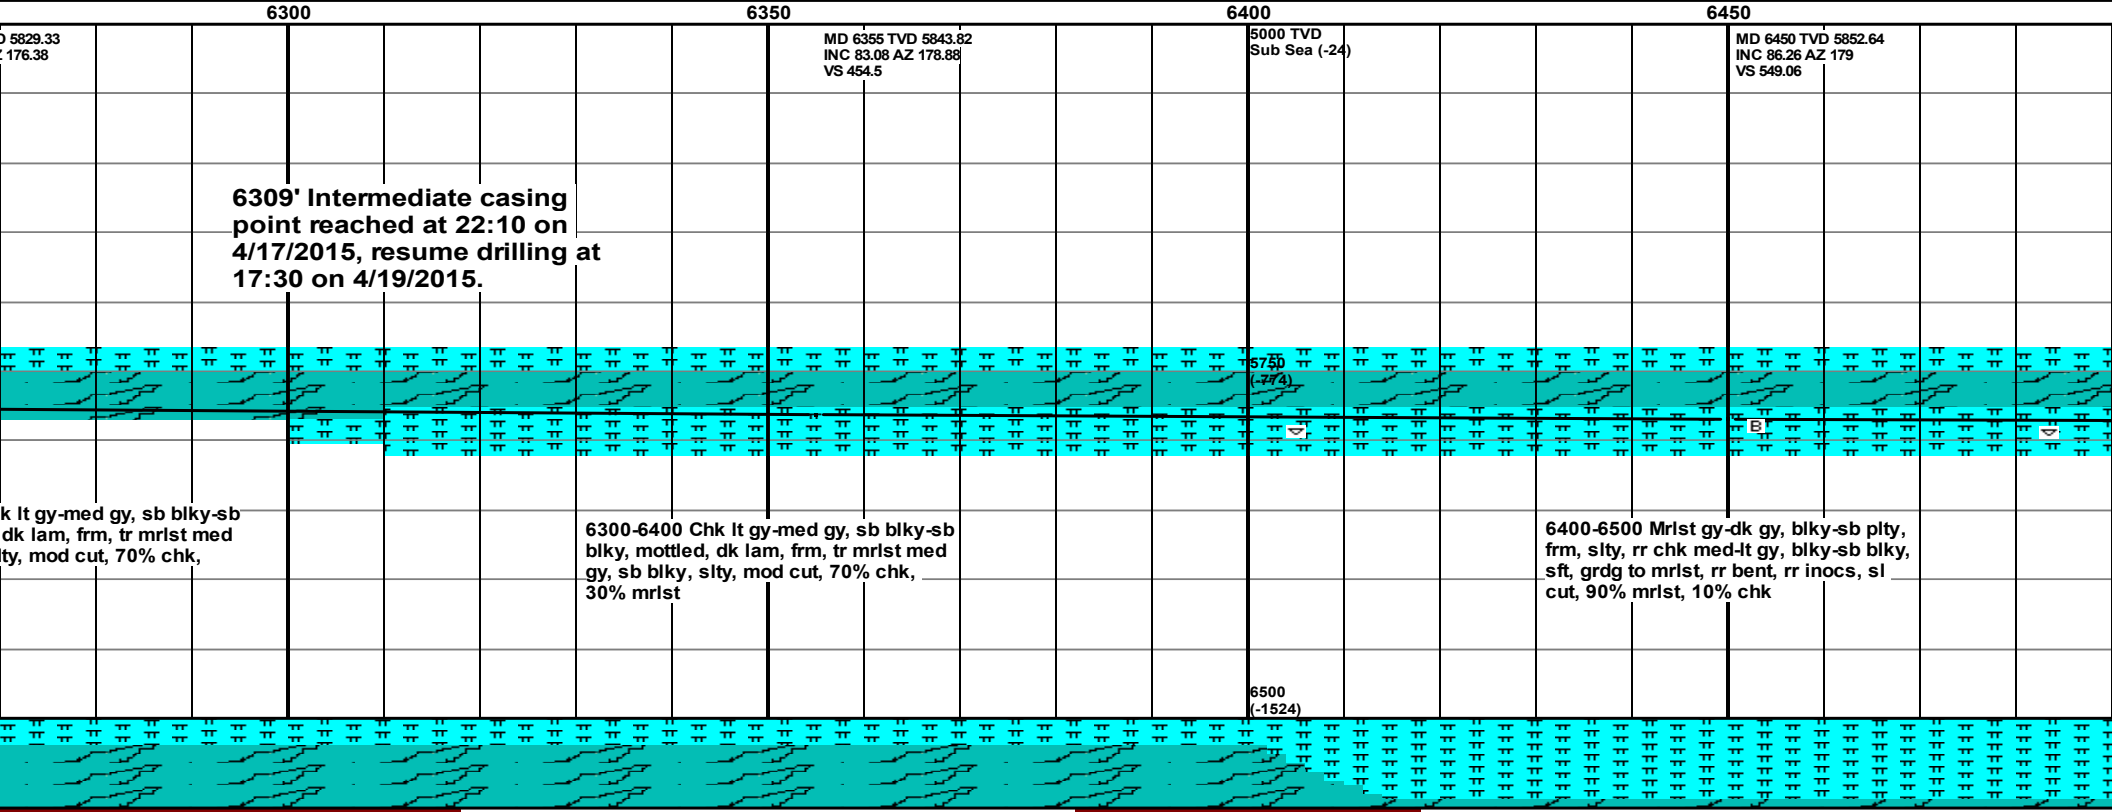 6300
6350
6400
6450
D 5829.33
Z 176.38
MD 6355 TVD 5843.82
INC 83.08 AZ 178.88
VS 454.5
5000 TVD
Sub Sea (-24)
MD 6450 TVD 5852.64
INC 86.26 AZ 179
VS 549.06
6309' Intermediate casing
point reached at 22:10 on
4/17/2015, resume drilling at
17:30 on 4/19/2015.
5750
(-774)
B
k lt gy-med gy, sb blky-sb
dk lam, frm, tr mrlst med
lty, mod cut, 70% chk,
6300-6400 Chk lt gy-med gy, sb blky-sb
blky, mottled, dk lam, frm, tr mrlst med
gy, sb blky, slty, mod cut, 70% chk,
30% mrlst
6400-6500 Mrlst gy-dk gy, blky-sb plty,
frm, slty, rr chk med-lt gy, blky-sb blky,
sft, grdg to mrlst, rr bent, rr inocs, sl
cut, 90% mrlst, 10% chk
6500
(-1524)